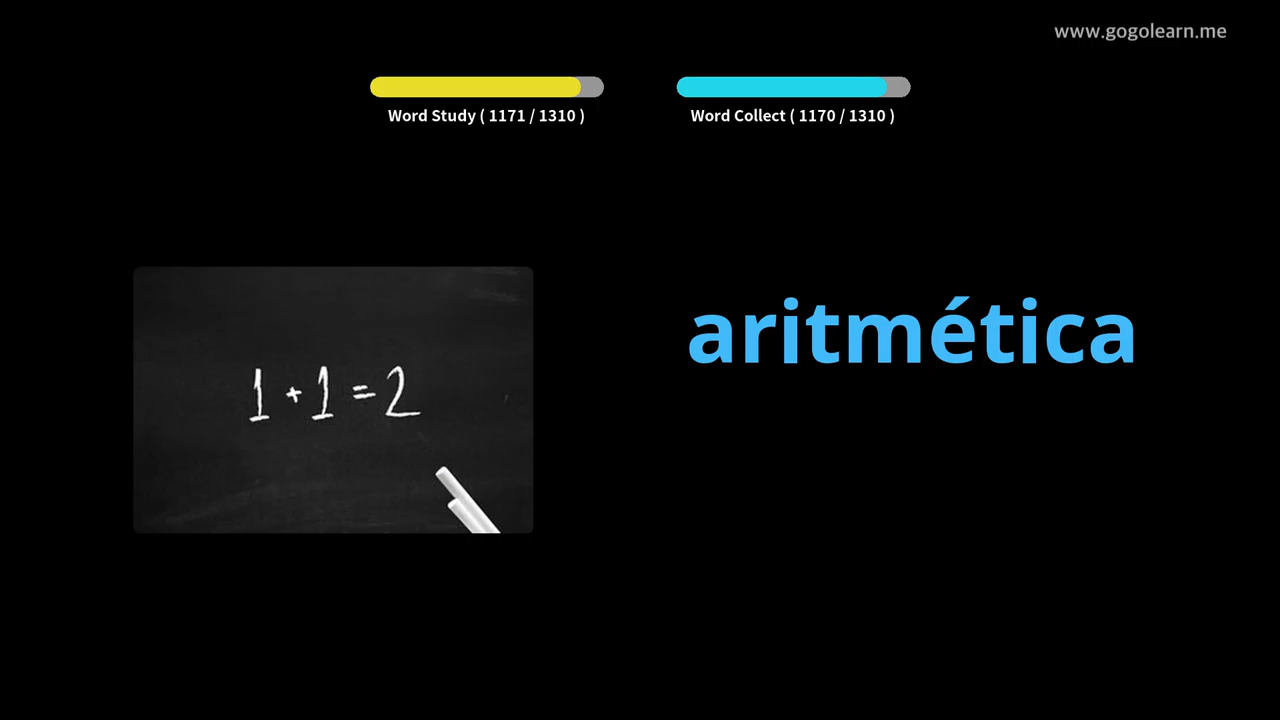 www.gogolearn.me
Word Study ( 1171 / 1310 )
Word Collect ( 1170 / 1310 )
aritmética
1 + 1 = 2